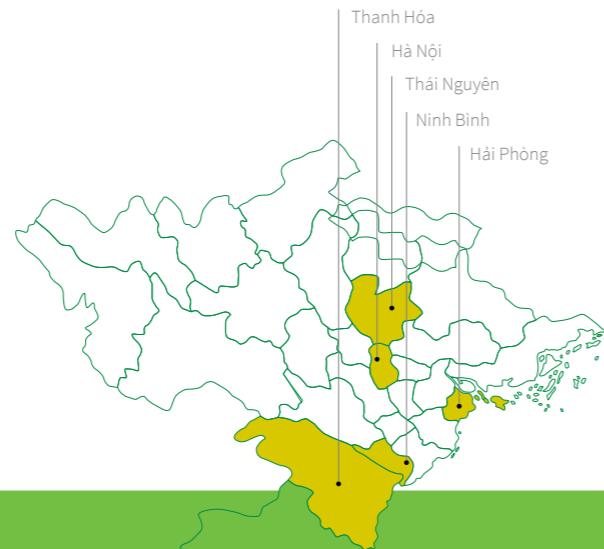 Thanh Hóa
Hà Nội
Thái Nguyên
Ninh Bình
Hải Phòng